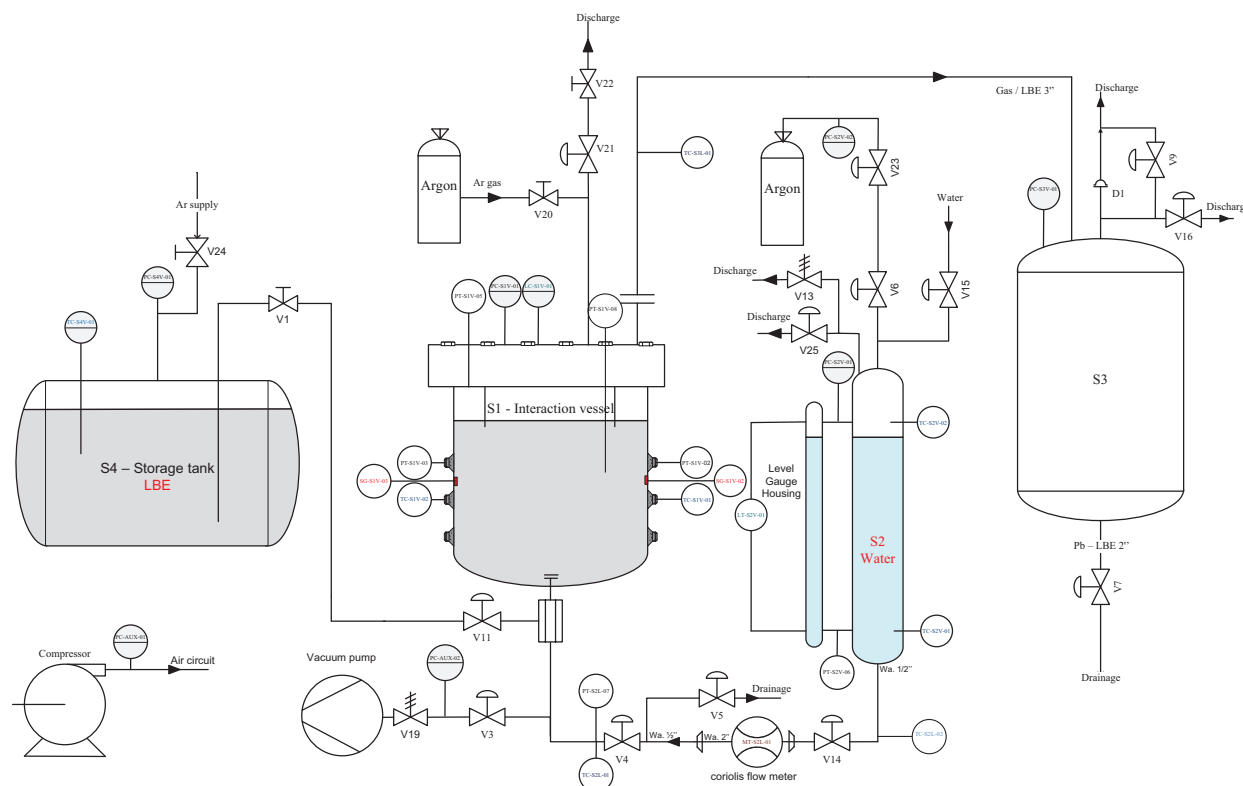 Discharge
V22
V21
Argon
Ar gas
V20
TC-S3L-01
Gas / LBE 3”
Argon
PC-S2V-02
V23
Water
V6
V15
Discharge
V13
Discharge
V25
PC-S2V-01
Discharge
V9
D1
Discharge
V16
PC-S3V-01
S3
Pb – LBE 2’’
V7
Drainage
Ar supply
V24
PC-S4V-01
TC-S4V-01
V1
S4 – Storage tank
LBE
PT-S1V-05
PC-S1V-01
LC-S1V-01
PT-S1V-08
S1 - Interaction vessel
PT-S1V-03
SG-S1V-03
TC-S1V-02
PT-S1V-02
SG-S1V-02
TC-S1V-01
Level
Gauge
Housing
LT-S2V-01
S2
Water
TC-S2V-02
TC-S2V-01
PT-S2V-06
Wa. 1/2”
V11
Compressor
PC-AUX-01
Air circuit
Vacuum pump
PC-AUX-02
V19
V3
PT-S2L-07
TC-S2L-01
V4
V5
Drainage
Wa. ½”
Wa. 2”
MT-S2L-01
coriolis flow meter
V14
TC-S2L-02